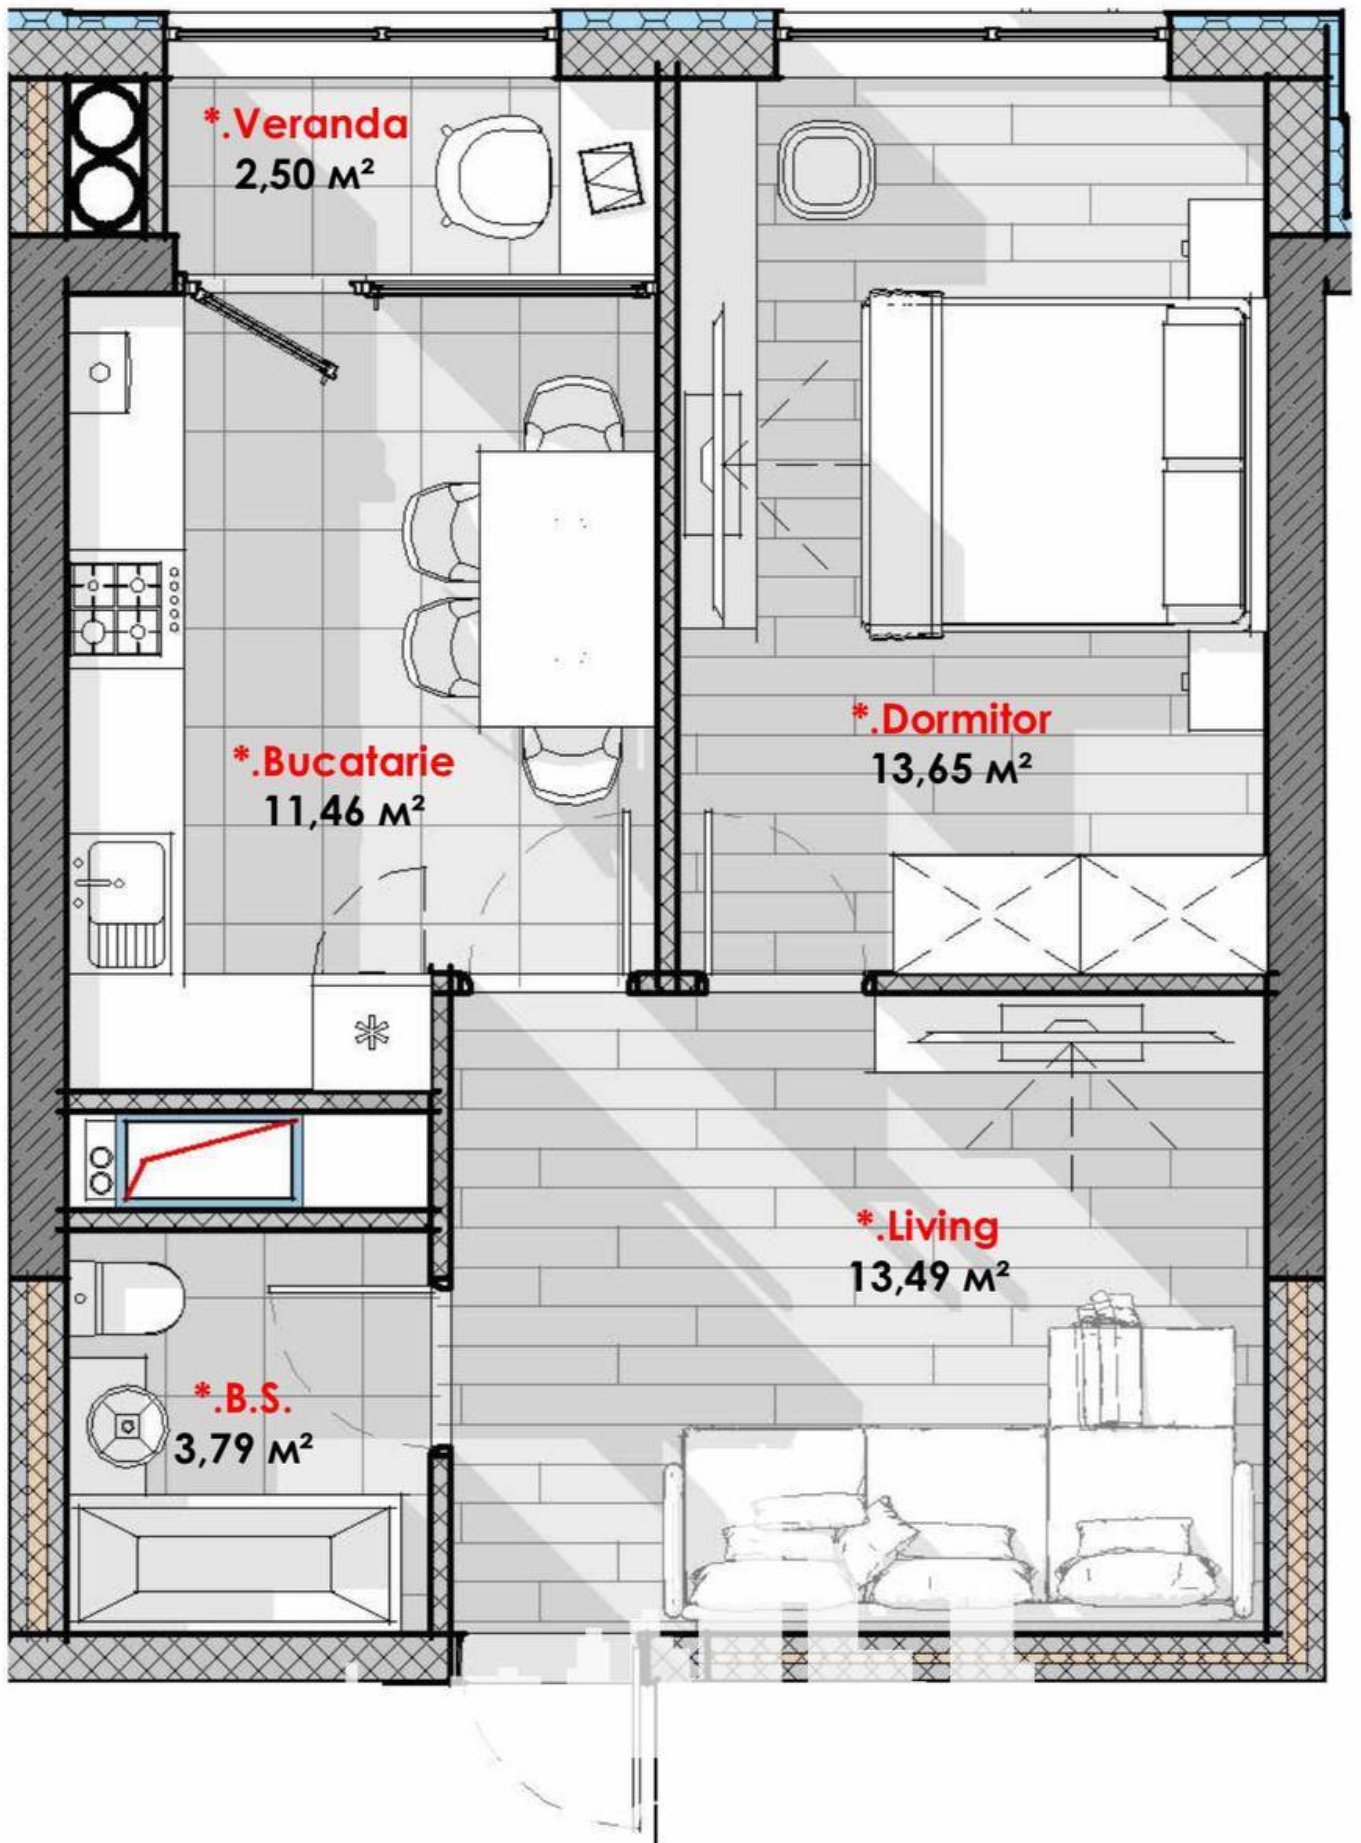 *.Veranda
2,50 м²
*.Dormitor
13,65 м²
*.Bucatarie
11,46 м²
*.Living
13,49 м²
*.B.S.
3,79 м²